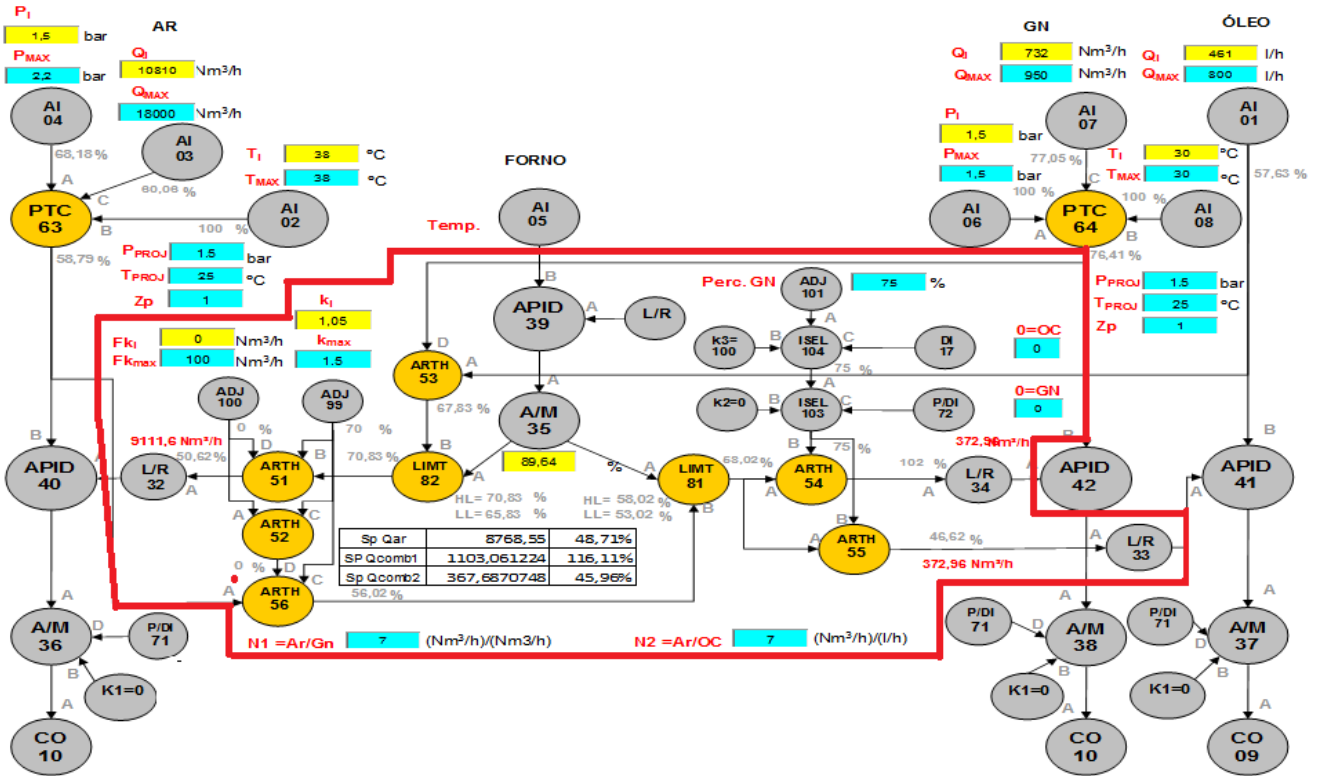 PI
1,5 bar
PMAX
2,2 bar
AR
QI
10810 Nm³/h
QMAX
18000 Nm³/h
GN
QI 732 Nm³/h
QMAX 950 Nm³/h
ÓLEO
QI 461 l/h
QMAX 800 l/h
AI
04
AI
03
AI
07
AI
01
68,18%
A
60,06 %
C
TI 38 °C
TMAX 38 °C
FORNO
PI
1,5 bar
PMAX
1,5 bar
77,05 %
C
TI 30 °C
TMAX 30 °C
57,63 %
PTC
63
B
100 %
AI
02
Temp.
AI
05
AI
06
100 %
A
PTC
64
100 %
B
AI
08
58,79 %
76,41 %
PPROJ 1.5 bar
TPROJ 25 °C
Zp 1
kI
1,05
kmax
1.5
FkI 0 Nm³/h
Fkmax 100 Nm³/h
B
APID
39
A
L/R
Perc. GN
ADJ
101
75 %
A
PPROJ 1.5 bar
TPROJ 25 °C
Zp 1
k3=
100
B
ISEL
104
C
DI
17
0=OC
0
75 %
A
D
A
ARTH
53
67,83 %
A
A/M
35
k2=0
B
ISEL
103
C
P/DI
72
0=GN
0
ADJ
100
ADJ
99
0 %
D
70 %
B
B
9111,6 Nm³/h
B
APID
40
A
L/R
32
50,62%
A
ARTH
51
70,83 %
LIMT
82
A
89,64 %
A
LIMT
81
B
68,02 %
A
B
75 %
ARTH
54
102 %
A
L/R
34
372,96 Nm³/h
A
B
APID
42
B
APID
41
A
HL= 70,83 %
LL= 65,83 %
HL= 58,02 %
LL= 53,02 %
A
C
ARTH
52
0 %
D
C
A
ARTH
56
56,02%
Sp Qar 8768,55 48,71%
SP Qcomb1 1103,061224 116,11%
Sp Qcomb2 367,6870748 45,96%
B
A
ARTH
55
46,62 %
A
L/R
33
372,96 Nm³/h
A
A/M
36
D
P/DI
71
B
K1=0
A
CO
10
N1 =Ar/Gn 7 (Nm³/h)/(Nm3/h)
N2 =Ar/OC 7 (Nm³/h)/(l/h)
P/DI
71
D
A
A/M
38
B
K1=0
A
CO
10
P/DI
71
D
A
A/M
37
B
K1=0
A
CO
09